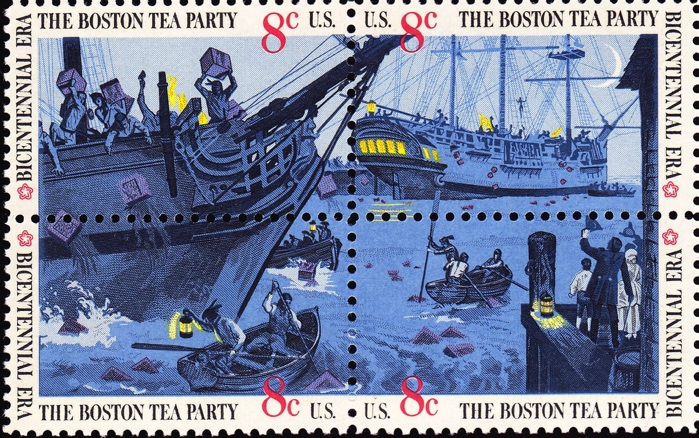 THE BOSTON TEA PARTY 8c U.S.
BICENTENNIAL ERA
U.S. 8c THE BOSTON TEA PARTY
BICENTENNIAL ERA
BICENTENNIAL ERA
THE BOSTON TEA PARTY 8c U.S.
U.S. 8c THE BOSTON TEA PARTY
BICENTENNIAL ERA